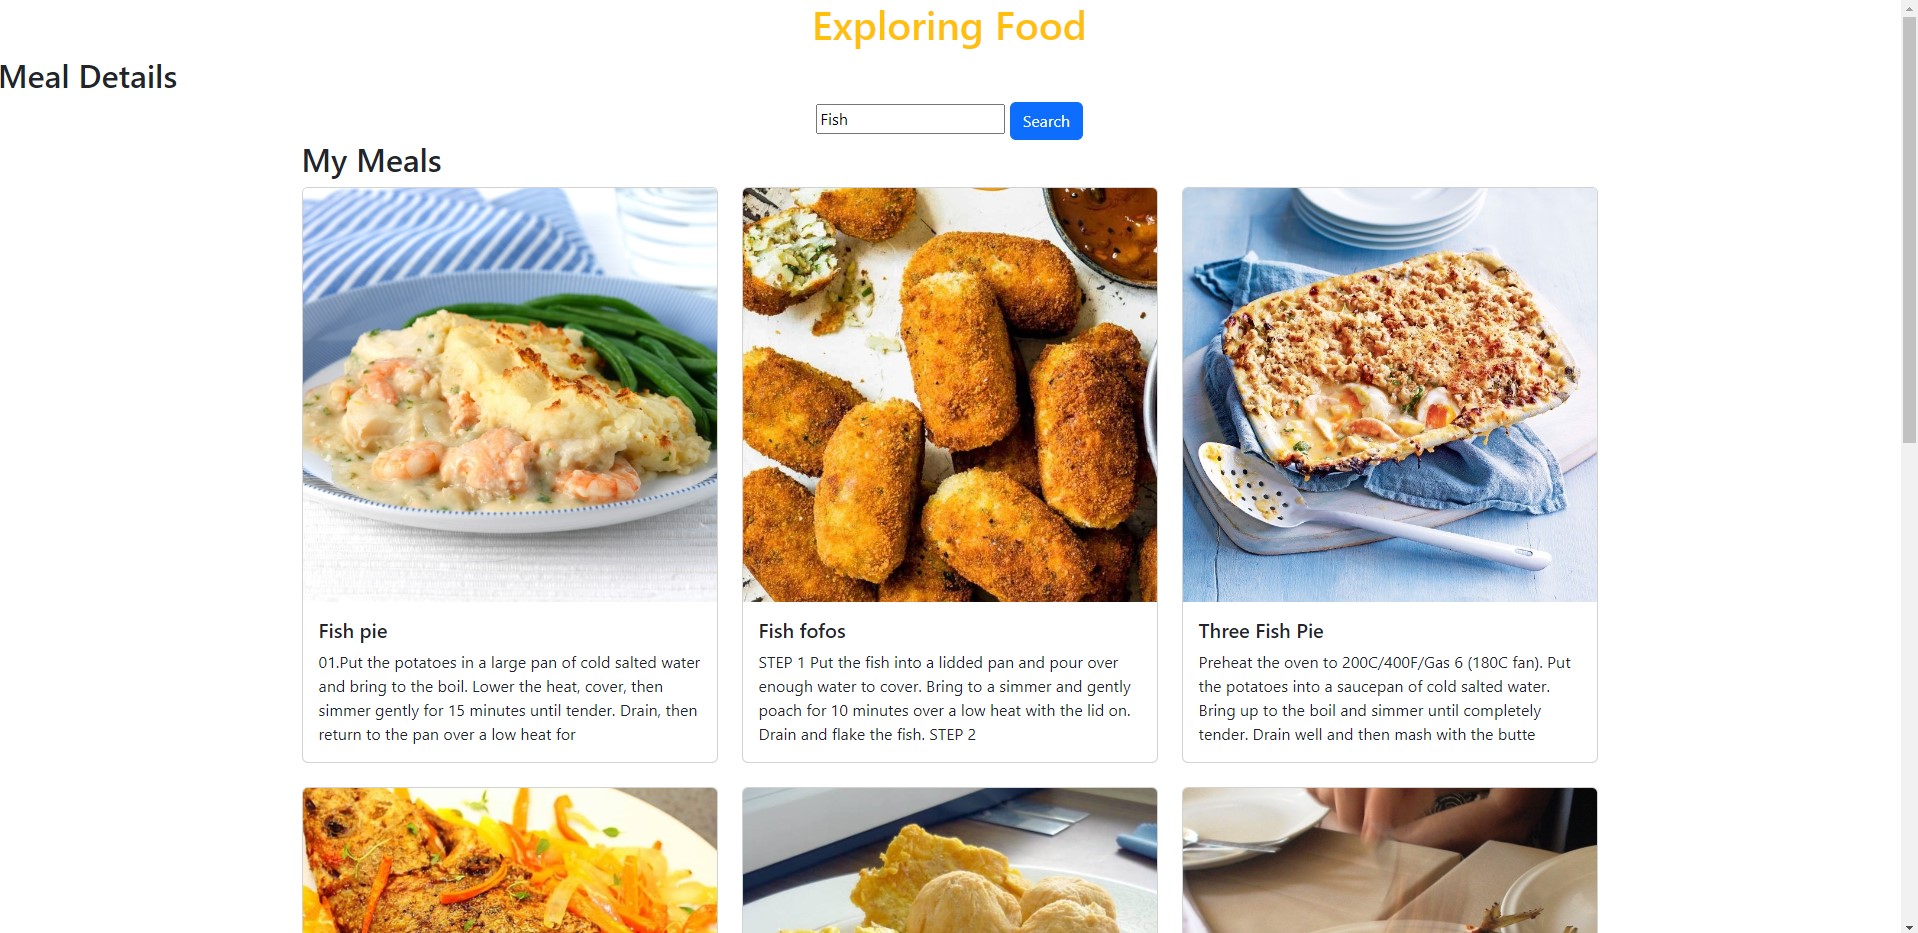 Exploring Food
Meal Details
Fish
Search
My Meals
Fish pie
01.Put the potatoes in a large pan of cold salted water
and bring to the boil. Lower the heat, cover, then
simmer gently for 15 minutes until tender. Drain, then
return to the pan over a low heat for
Fish fofos
STEP 1 Put the fish into a lidded pan and pour over
enough water to cover. Bring to a simmer and gently
poach for 10 minutes over a low heat with the lid on.
Drain and flake the fish. STEP 2
Three Fish Pie
Preheat the oven to 200C/400F/Gas 6 (180C fan). Put
the potatoes into a saucepan of cold salted water.
Bring up to the boil and simmer until completely
tender. Drain well and then mash with the butte